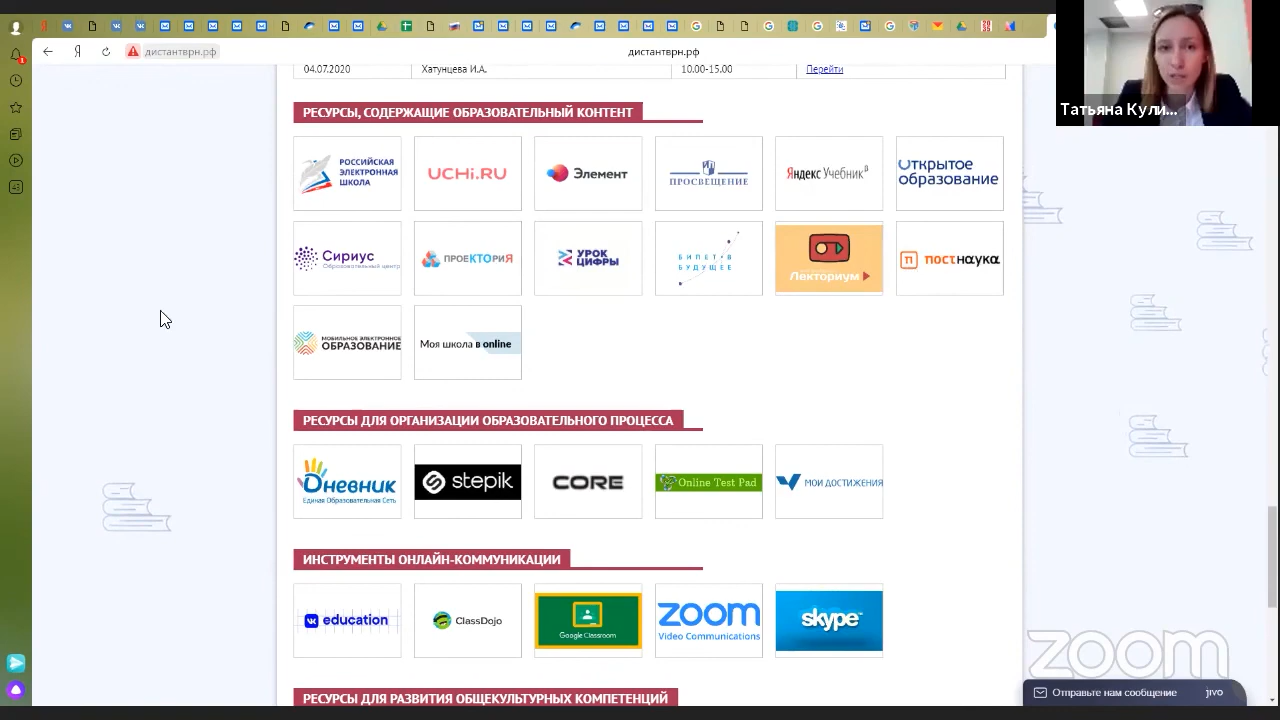 дистантврн.рф
дистантврн.рф
04.07.2020 Хатунцева И.А. 10.00-15.00 Перейти
Татьяна Кули...
РЕСУРСЫ, СОДЕРЖАЩИЕ ОБРАЗОВАТЕЛЬНЫЙ КОНТЕНТ
РОССИЙСКАЯ
ЭЛЕКТРОННАЯ
ШКОЛА
UCHi.RU
Элемент
ПРОСВЕЩЕНИЕ
Яндекс Учебник β
Открытое
образование
Сириус
Образовательный центр
ПРОЕКТОРИЯ
УРОК
ЦИФРЫ
БИЛЕТ В
БУДУЩЕЕ
Лекториум
П ПОСТНАУКА
МОБИЛЬНОЕ ЭЛЕКТРОННОЕ
ОБРАЗОВАНИЕ
Моя школа в online
РЕСУРСЫ ДЛЯ ОРГАНИЗАЦИИ ОБРАЗОВАТЕЛЬНОГО ПРОЦЕССА
Dневник
Единая Образовательная Сеть
stepik
CORE
Online Test Pad
МОИ ДОСТИЖЕНИЯ
ИНСТРУМЕНТЫ ОНЛАЙН-КОММУНИКАЦИИ
education
ClassDojo
Google Classroom
zoom
Video Communications
skype™
zoom
РЕСУРСЫ ДЛЯ РАЗВИТИЯ ОБЩЕКУЛЬТУРНЫХ КОМПЕТЕНЦИЙ
Отправьте нам сообщение jivo